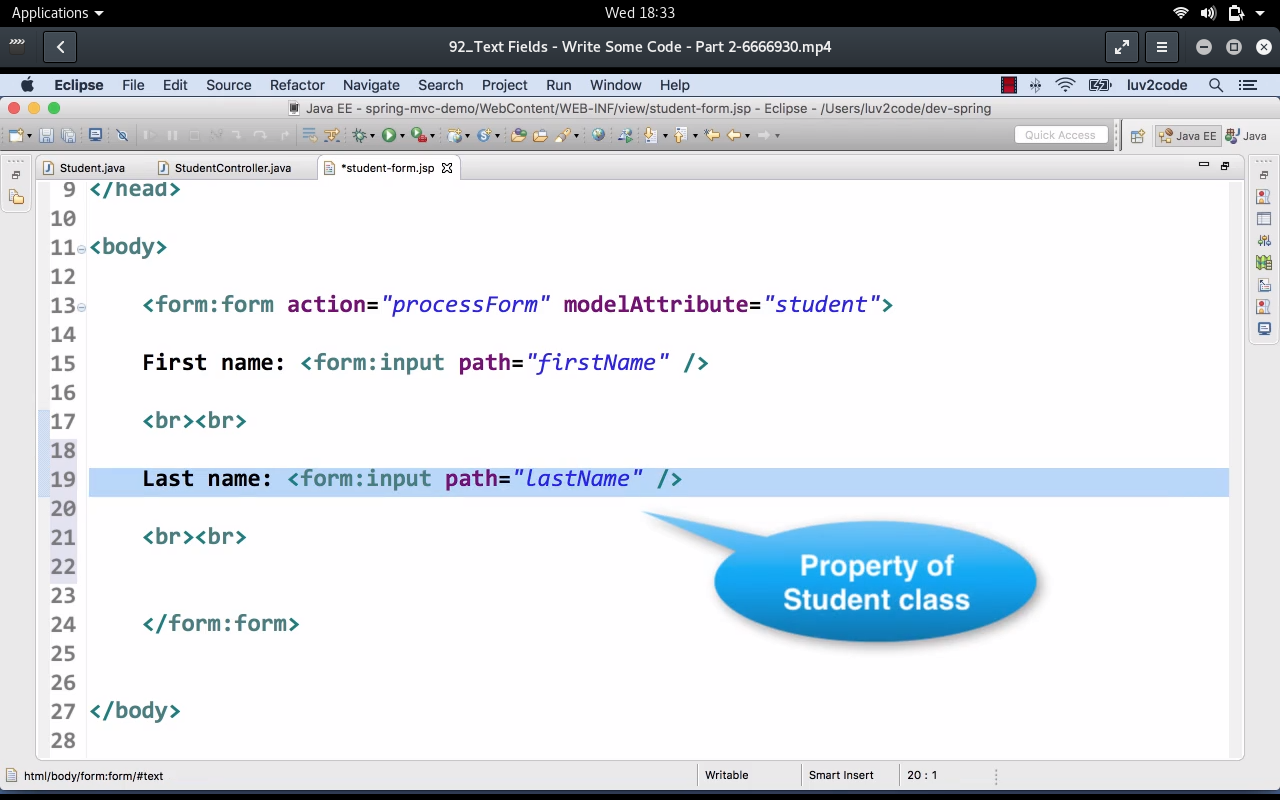 Applications
Wed 18:33
92_Text Fields - Write Some Code - Part 2-6666930.mp4
Eclipse File Edit Source Refactor Navigate Search Project Run Window Help luv2code
Java EE - spring-mvc-demo/WebContent/WEB-INF/view/student-form.jsp - Eclipse - /Users/luv2code/dev-spring
Quick Access Java EE Java
Student.java StudentController.java *student-form.jsp
9 </head>
10
11 <body>
12
13 <form:form action="processForm" modelAttribute="student">
14
15 First name: <form:input path="firstName" />
16
17 <br><br>
18
19 Last name: <form:input path="lastName" />
20
21 <br><br>
22
23
24 </form:form>
25
26
27 </body>
28
Property of
Student class
html/body/form:form/#text Writable Smart Insert 20 : 1